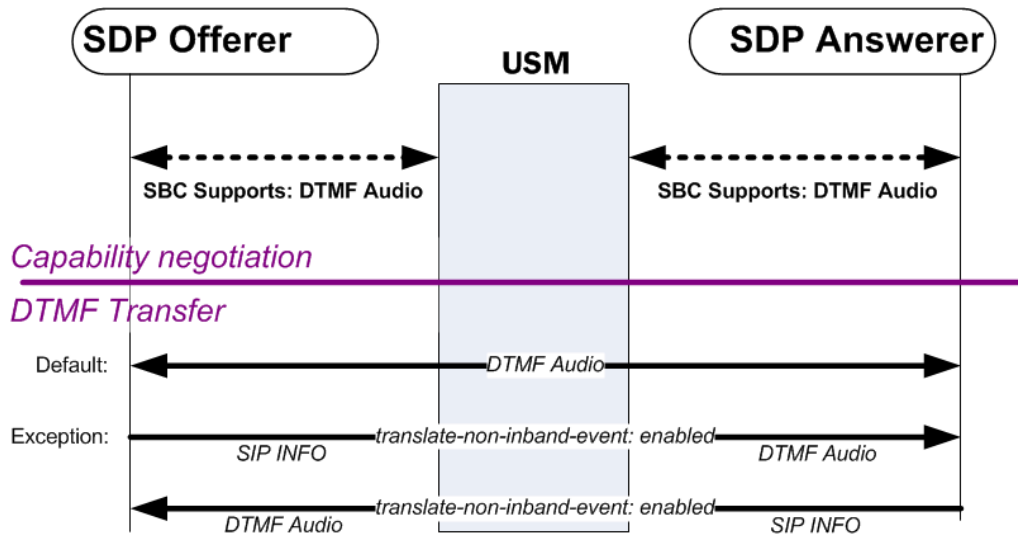 SDP Offerer
SDP Answerer
USM
SBC Supports: DTMF Audio
SBC Supports: DTMF Audio
Capability negotiation
DTMF Transfer
Default:
DTMF Audio
Exception:
translate-non-inband-event: enabled
SIP INFO
DTMF Audio
translate-non-inband-event: enabled
DTMF Audio
SIP INFO